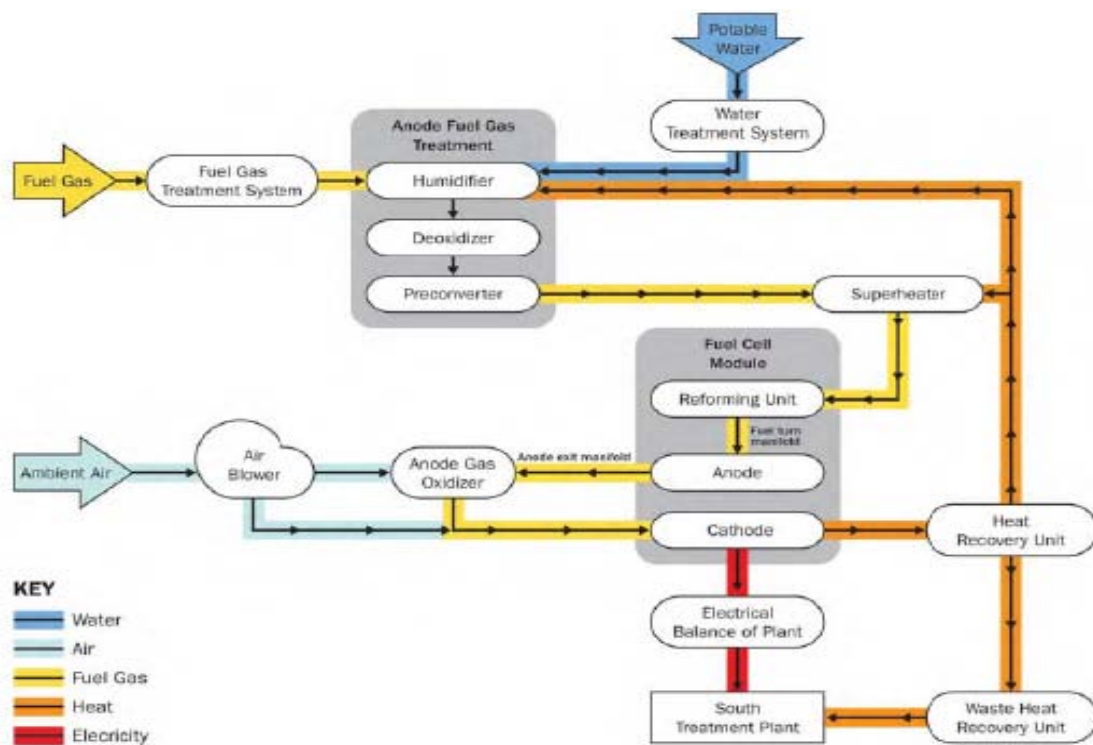 Potable
Water
Water
Treatment System
Anode Fuel Gas
Treatment
Fuel Gas
Fuel Gas
Treatment System
Humidifier
Deoxidizer
Preconverter
Superheater
Fuel Cell
Module
Reforming Unit
Fuel turn
manifold
Ambient Air
Air
Blower
Anode Gas
Oxidizer
Anode exit manifold
Anode
Cathode
Heat
Recovery Unit
KEY
Water
Air
Fuel Gas
Heat
Elecricity
Electrical
Balance of Plant
South
Treatment Plant
Waste Heat
Recovery Unit